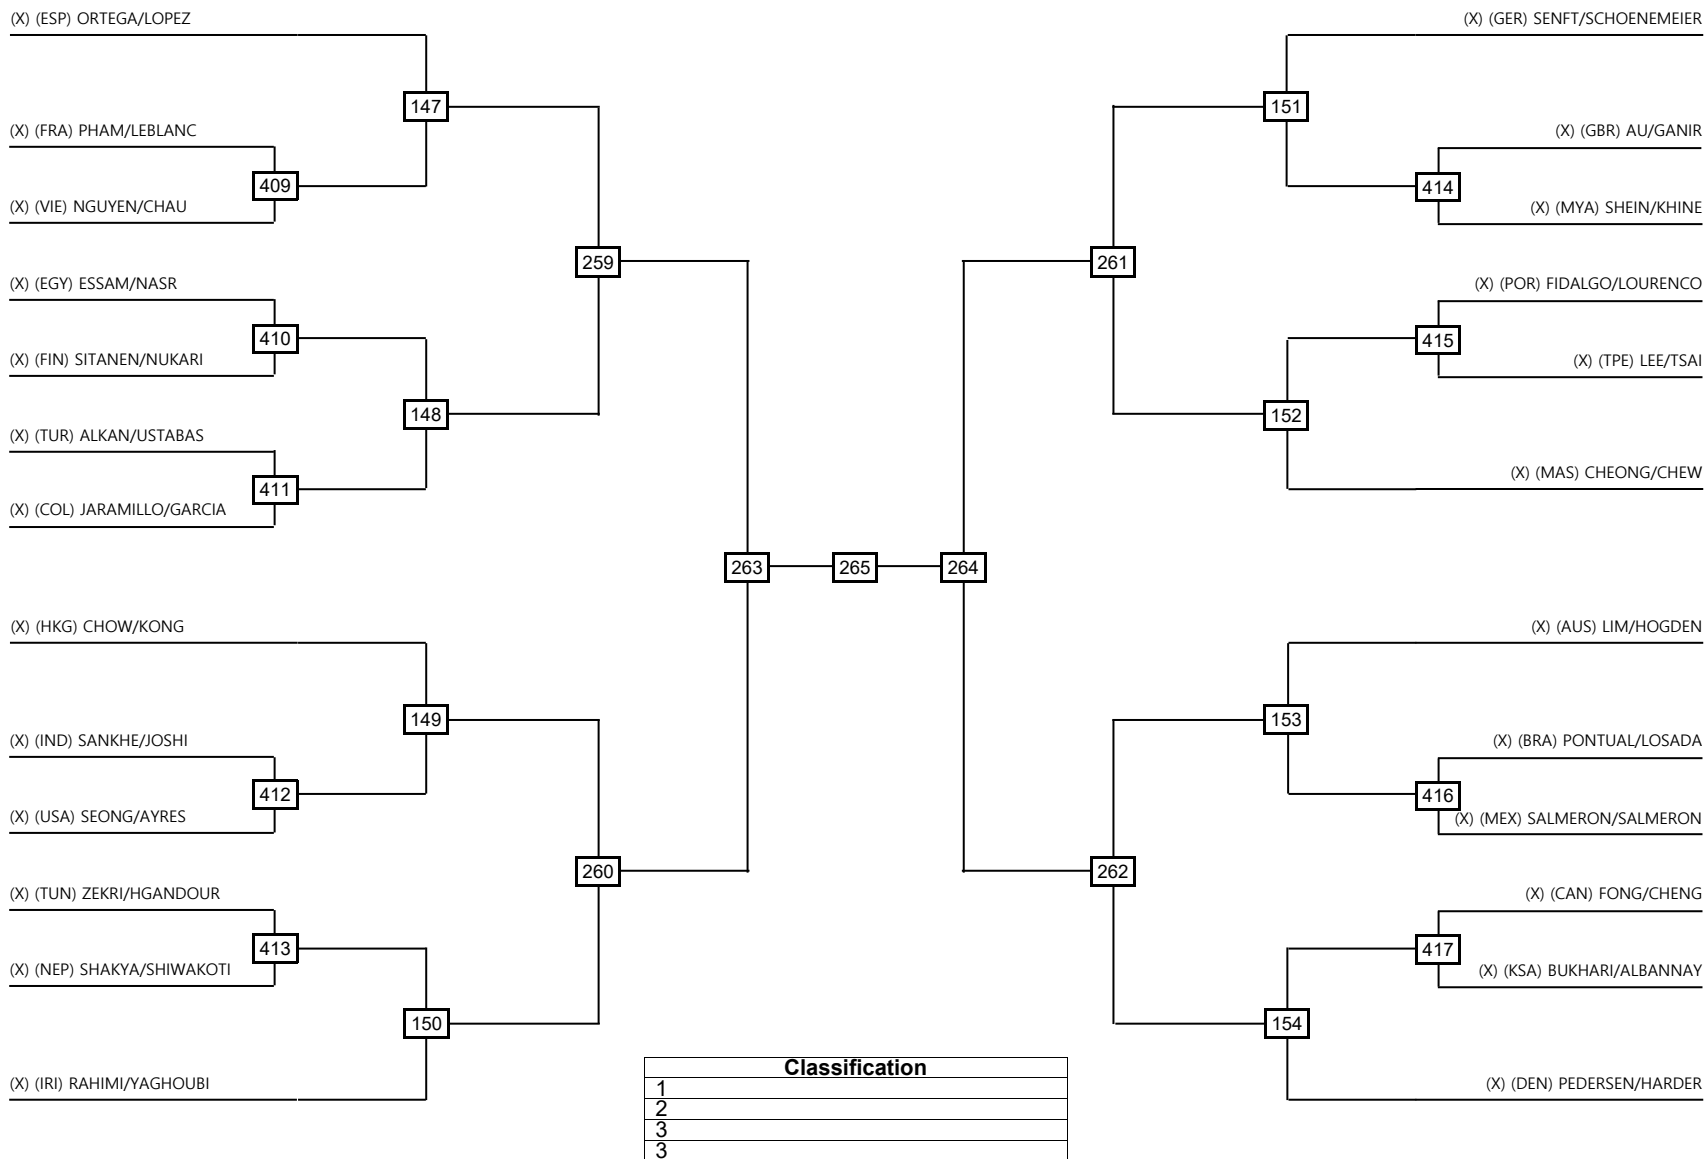 (X) (ESP) ORTEGA/LOPEZ
147
(X) (FRA) PHAM/LEBLANC
409
(X) (VIE) NGUYEN/CHAU
259
(X) (EGY) ESSAM/NASR
410
(X) (FIN) SITANEN/NUKARI
148
(X) (TUR) ALKAN/USTABAS
411
(X) (COL) JARAMILLO/GARCIA
263
265
264
(X) (HKG) CHOW/KONG
149
(X) (IND) SANKHE/JOSHI
412
(X) (USA) SEONG/AYRES
260
(X) (TUN) ZEKRI/HGANDOUR
413
(X) (NEP) SHAKYA/SHIWAKOTI
150
(X) (IRI) RAHIMI/YAGHOUBI
(X) (GER) SENFT/SCHOENEMEIER
151
(X) (GBR) AU/GANIR
414
(X) (MYA) SHEIN/KHINE
261
(X) (POR) FIDALGO/LOURENCO
415
(X) (TPE) LEE/TSAI
152
(X) (MAS) CHEONG/CHEW
(X) (AUS) LIM/HOGDEN
153
(X) (BRA) PONTUAL/LOSADA
416
(X) (MEX) SALMERON/SALMERON
262
(X) (CAN) FONG/CHENG
417
(X) (KSA) BUKHARI/ALBANNAY
154
(X) (DEN) PEDERSEN/HARDER
Classification
1
2
3
3